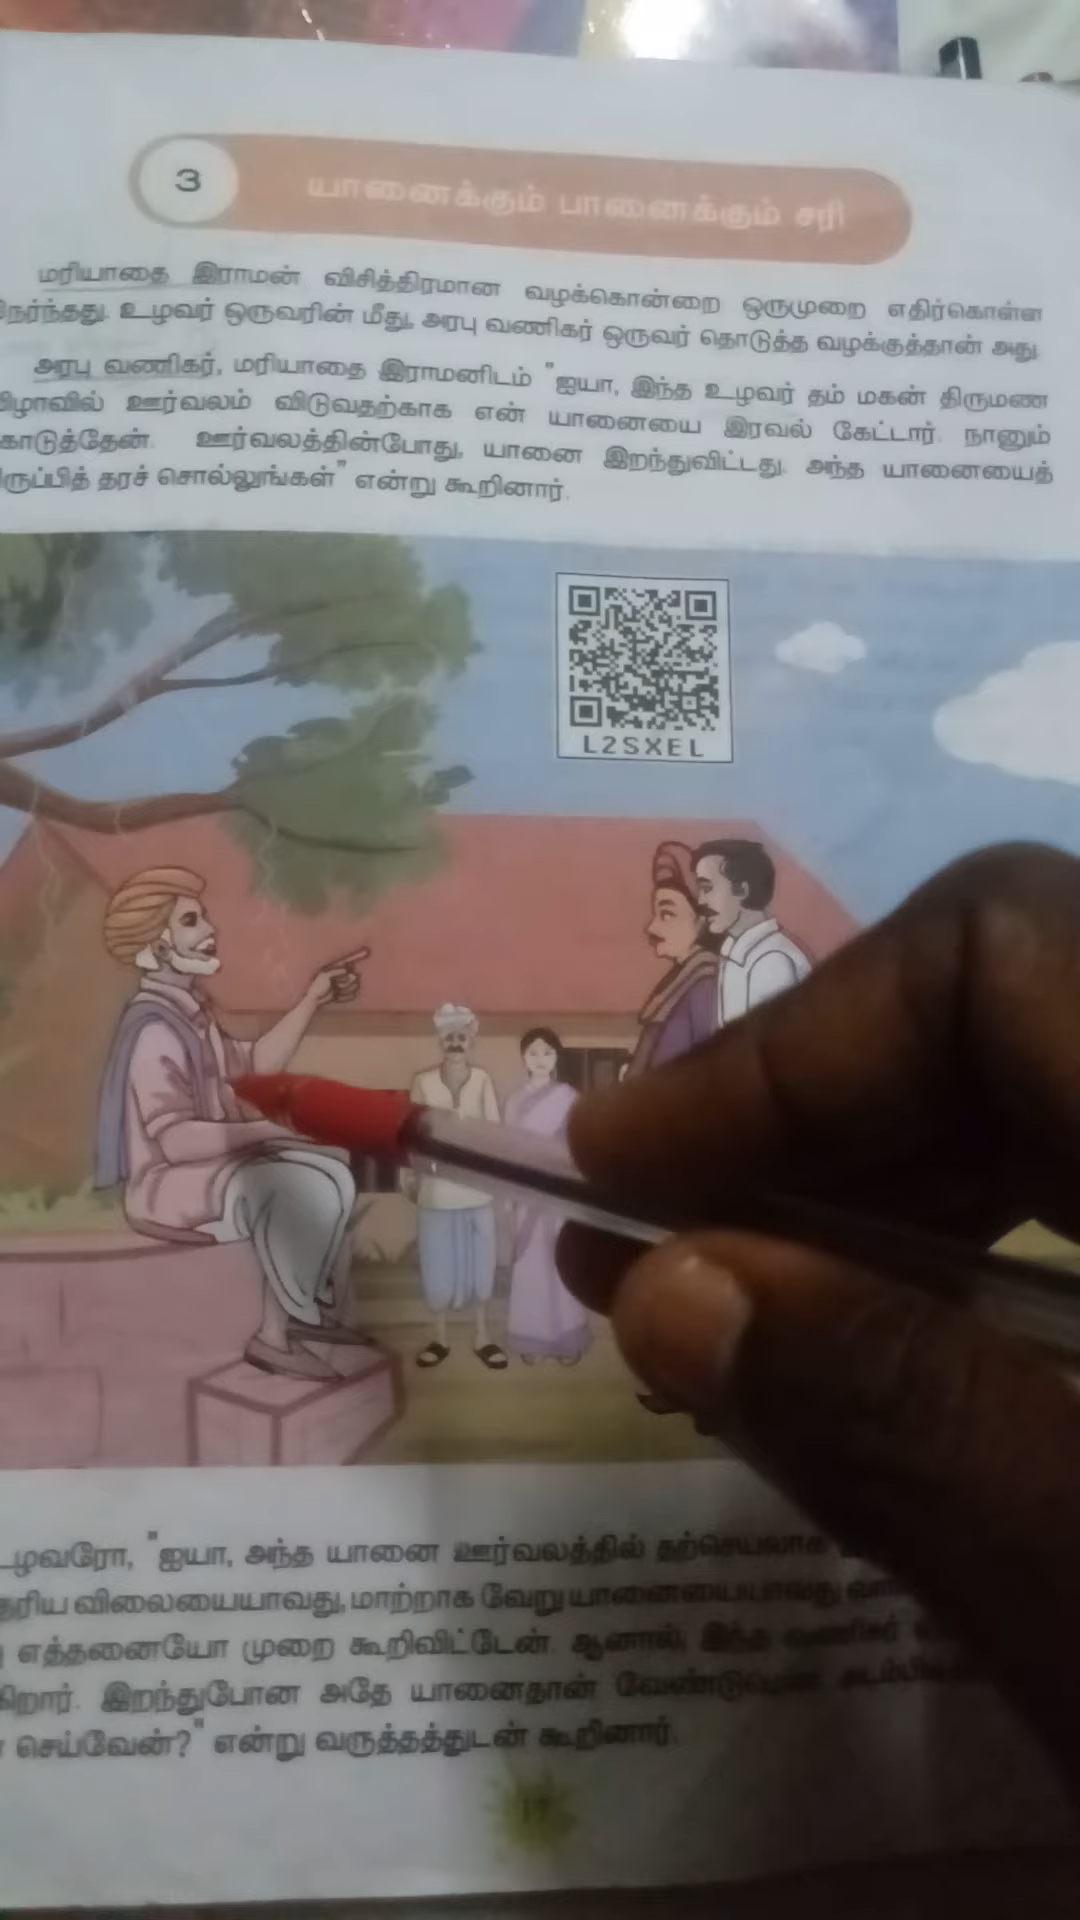 3
யானைக்கும் பானைக்கும் சரி
மரியாதை இராமன் விசித்திரமான வழக்கொன்றை ஒருமுறை எதிர்கொள்ள
நேர்ந்தது. உழவர் ஒருவரின் மீது, அரபு வணிகர் ஒருவர் தொடுத்த வழக்குத்தான் அது.
அரபு வணிகர், மரியாதை இராமனிடம் "ஐயா, இந்த உழவர் தம் மகன் திருமண
விழாவில் ஊர்வலம் விடுவதற்காக என் யானையை இரவல் கேட்டார். நானும்
கொடுத்தேன். ஊர்வலத்தின்போது, யானை இறந்துவிட்டது. அந்த யானையைத்
திருப்பித் தரச் சொல்லுங்கள்" என்று கூறினார்.
L2SXEL
உழவரோ, "ஐயா, அந்த யானை ஊர்வலத்தில் தற்செயலாக
விலையையாவது, மாற்றாக வேறு யானையையாவது
எத்தனையோ முறை கூறிவிட்டேன். ஆனால், இந்த வணிகர்
இறந்துபோன அதே யானைதான் வேண்டுமென
செய்வேன்?" என்று வருத்தத்துடன் கூறினார்.